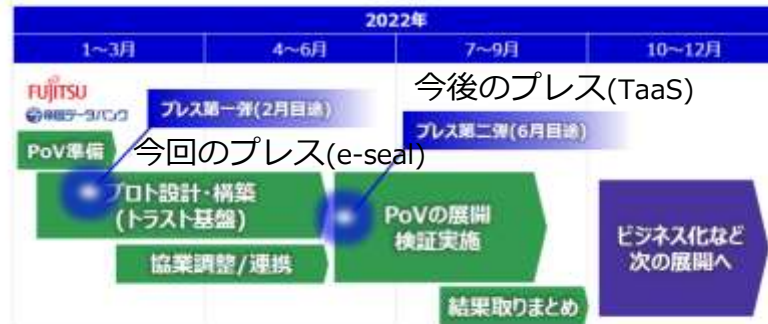 2022年
1～3月
4～6月
7～9月
10～12月
FUJITSU
帝国データバンク
プレス第一弾(2月目途)
今後のプレス(TaaS)
プレス第二弾(6月目途)
PoV準備
今回のプレス(e-seal)
プロト設計・構築
(トラスト基盤)
PoVの展開
検証実施
ビジネス化など
次の展開へ
協業調整/連携
結果取りまとめ